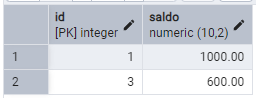 id
[PK] integer
saldo
numeric (10,2)
1 1 1000.00
2 3 600.00